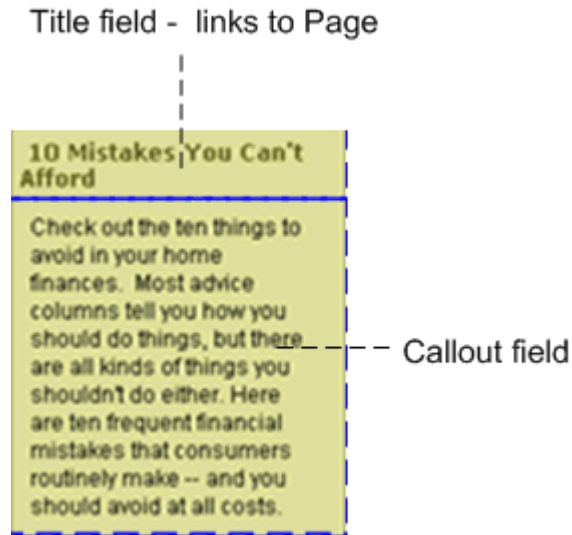 Title field - links to Page
10 Mistakes You Can't
Afford
Check out the ten things to
avoid in your home
finances. Most advice
columns tell you how you
should do things, but there
are all kinds of things you
shouldn't do either. Here
are ten frequent financial
mistakes that consumers
routinely make -- and you
should avoid at all costs.
Callout field